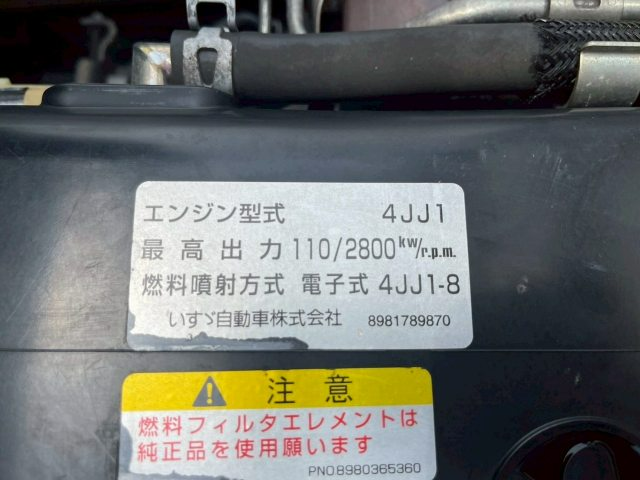 エンジン型式 4JJ1
最高出力 110/2800 kw/r.p.m.
燃料噴射方式 電子式 4JJ1-8
いすゞ自動車株式会社 8981789870
注意
燃料フィルタエレメントは
純正品を使用願います
PNO8980365360